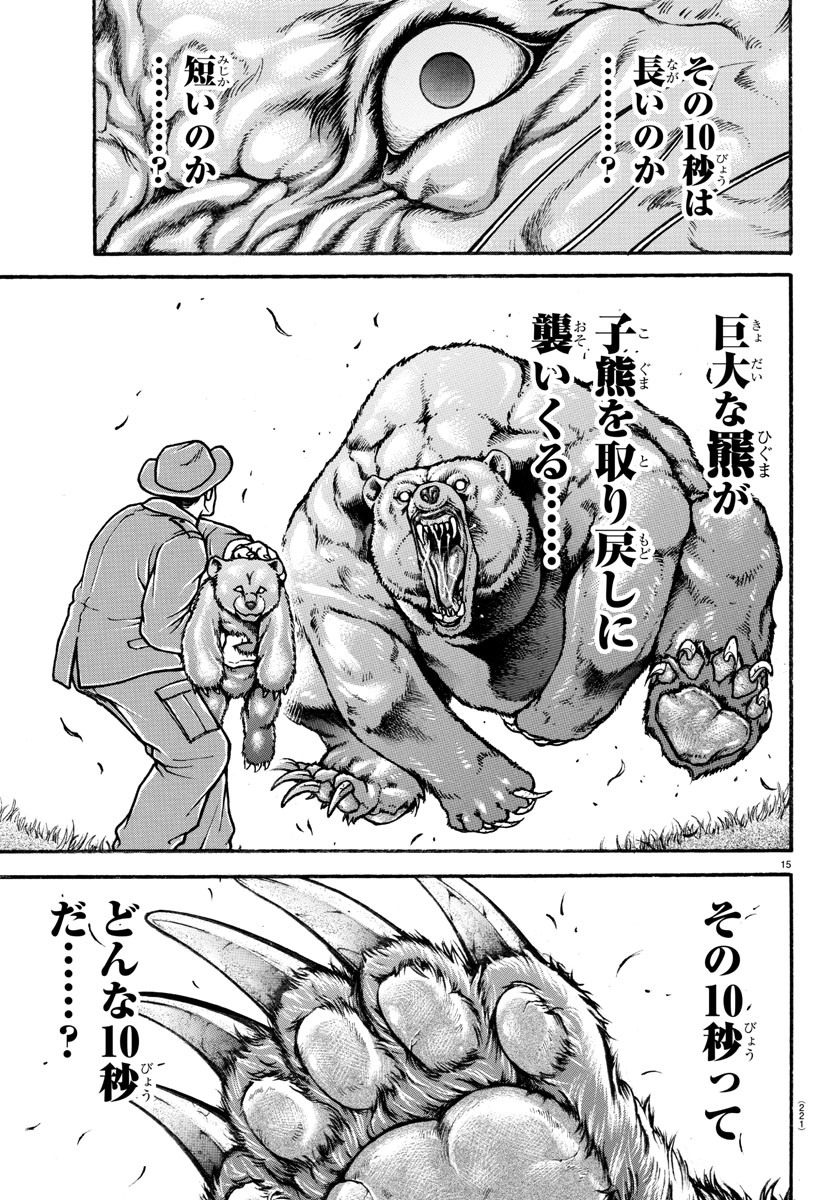 その10秒は
長いのか
………？
短いのか
………？
巨大な羆が
子熊を取り戻しに
襲いくる………
15
その10秒って
どんな10秒
だ………？
(221)